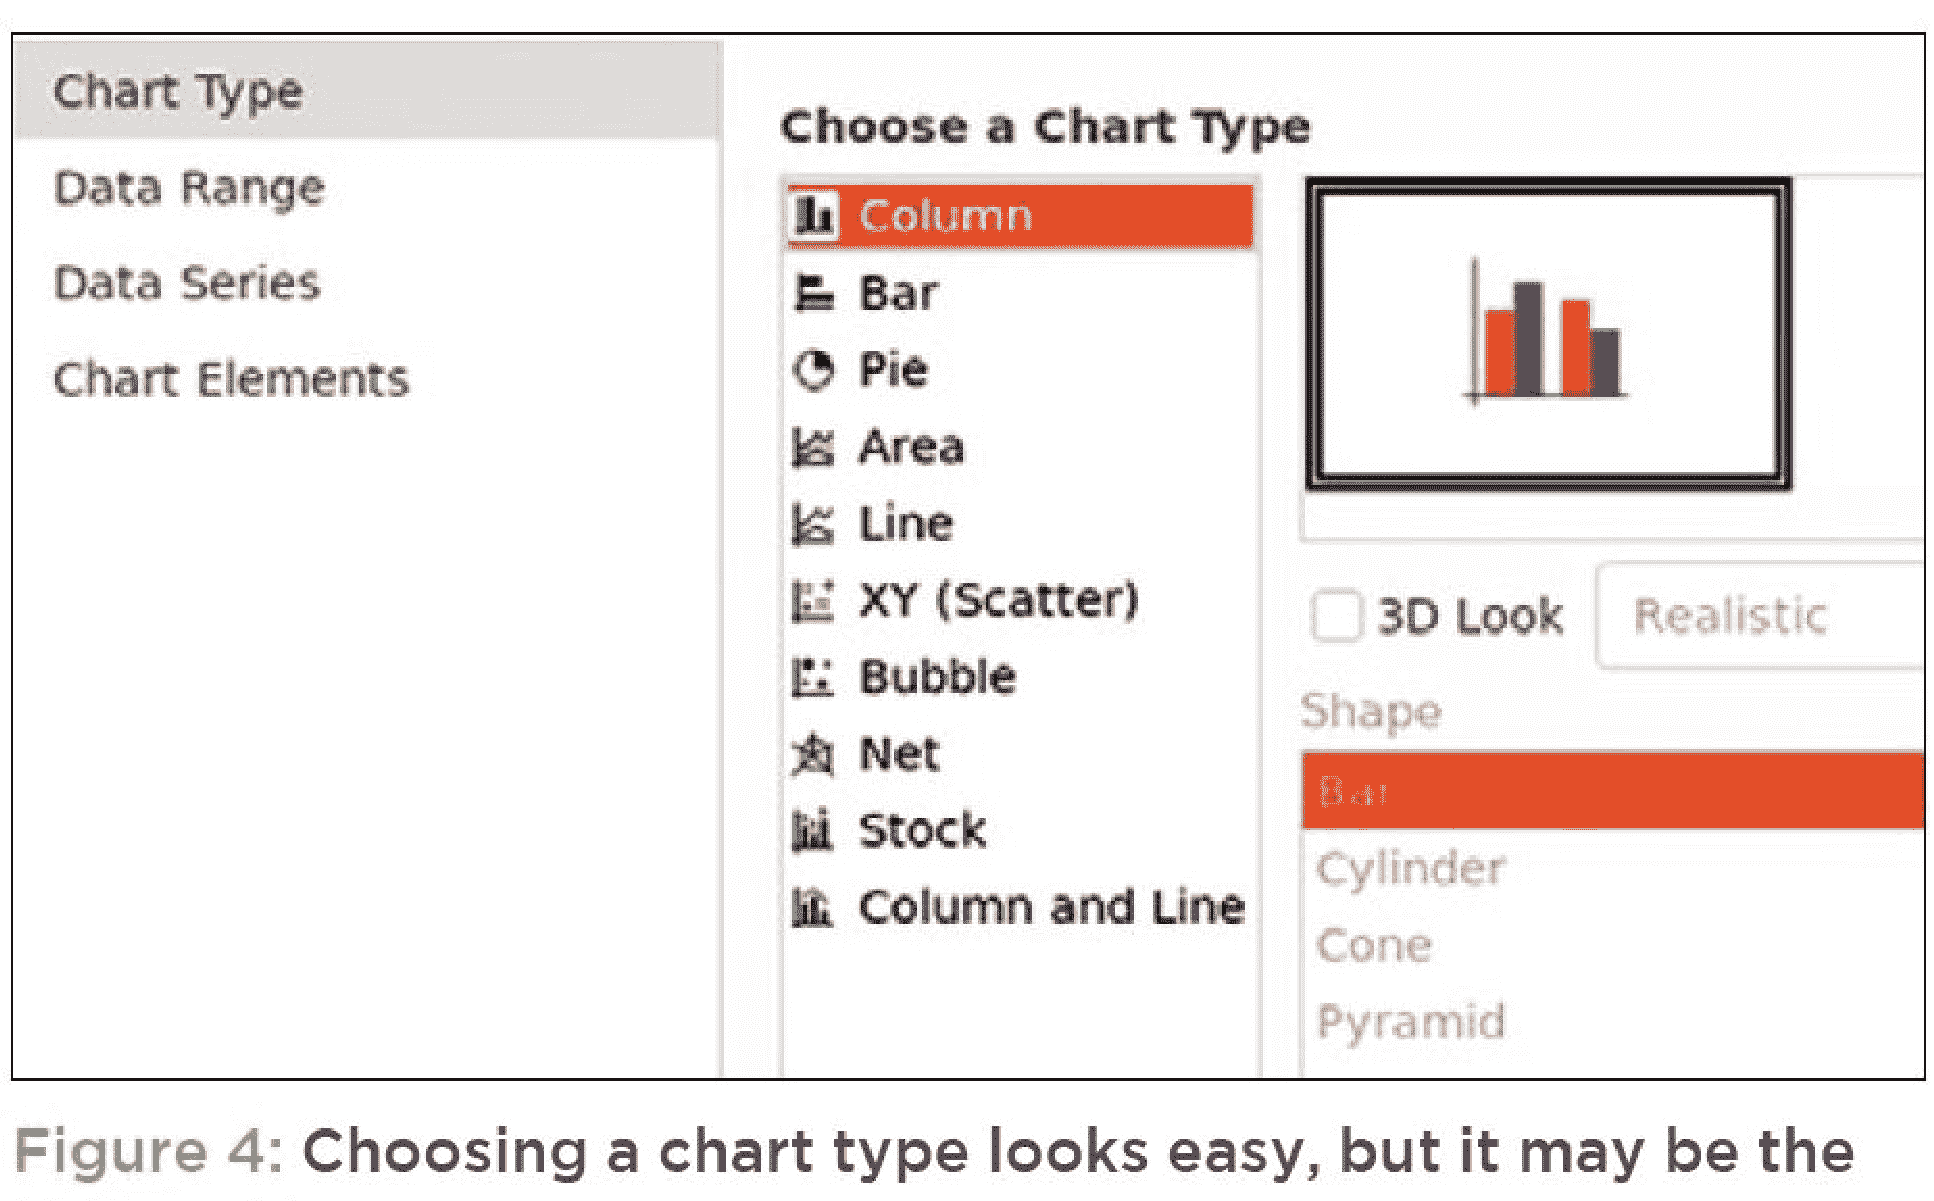 Chart Type
Data Range
Data Series
Chart Elements
Choose a Chart Type
Column
Bar
Pie
Area
Line
XY (Scatter)
Bubble
Net
Stock
Column and Line
3D Look
Realistic
Shape
Bar
Cylinder
Cone
Pyramid
Figure 4: Choosing a chart type looks easy, but it may be the